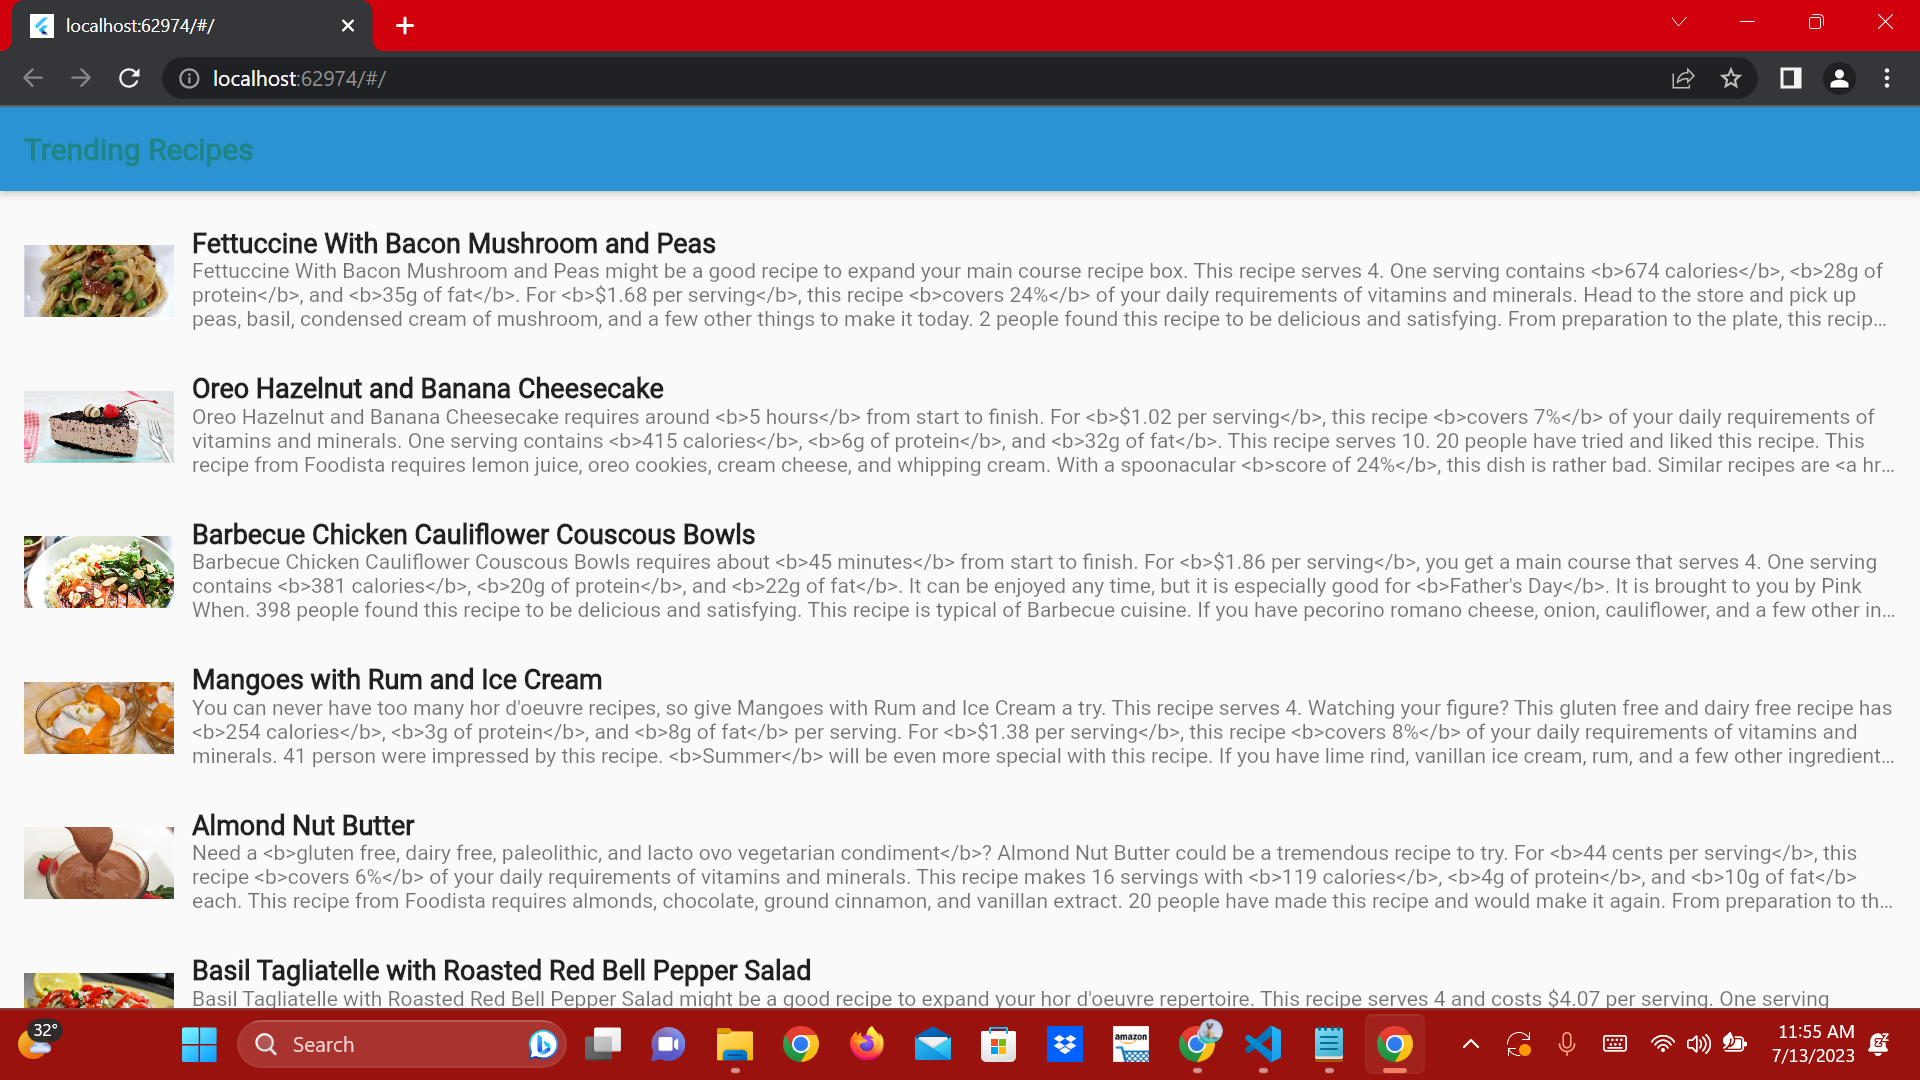 localhost:62974/#/
localhost:62974/#/
Trending Recipes
Fettuccine With Bacon Mushroom and Peas
Fettuccine With Bacon Mushroom and Peas might be a good recipe to expand your main course recipe box. This recipe serves 4. One serving contains <b>674 calories</b>, <b>28g of
protein</b>, and <b>35g of fat</b>. For <b>$1.68 per serving</b>, this recipe <b>covers 24%</b> of your daily requirements of vitamins and minerals. Head to the store and pick up
peas, basil, condensed cream of mushroom, and a few other things to make it today. 2 people found this recipe to be delicious and satisfying. From preparation to the plate, this recip...
Oreo Hazelnut and Banana Cheesecake
Oreo Hazelnut and Banana Cheesecake requires around <b>5 hours</b> from start to finish. For <b>$1.02 per serving</b>, this recipe <b>covers 7%</b> of your daily requirements of
vitamins and minerals. One serving contains <b>415 calories</b>, <b>6g of protein</b>, and <b>32g of fat</b>. This recipe serves 10. 20 people have tried and liked this recipe. This
recipe from Foodista requires lemon juice, oreo cookies, cream cheese, and whipping cream. With a spoonacular <b>score of 24%</b>, this dish is rather bad. Similar recipes are <a hr...
Barbecue Chicken Cauliflower Couscous Bowls
Barbecue Chicken Cauliflower Couscous Bowls requires about <b>45 minutes</b> from start to finish. For <b>$1.86 per serving</b>, you get a main course that serves 4. One serving
contains <b>381 calories</b>, <b>20g of protein</b>, and <b>22g of fat</b>. It can be enjoyed any time, but it is especially good for <b>Father's Day</b>. It is brought to you by Pink
When. 398 people found this recipe to be delicious and satisfying. This recipe is typical of Barbecue cuisine. If you have pecorino romano cheese, onion, cauliflower, and a few other in...
Mangoes with Rum and Ice Cream
You can never have too many hor d'oeuvre recipes, so give Mangoes with Rum and Ice Cream a try. This recipe serves 4. Watching your figure? This gluten free and dairy free recipe has
<b>254 calories</b>, <b>3g of protein</b>, and <b>8g of fat</b> per serving. For <b>$1.38 per serving</b>, this recipe <b>covers 8%</b> of your daily requirements of vitamins and
minerals. 41 person were impressed by this recipe. <b>Summer</b> will be even more special with this recipe. If you have lime rind, vanillan ice cream, rum, and a few other ingredient...
Almond Nut Butter
Need a <b>gluten free, dairy free, paleolithic, and lacto ovo vegetarian condiment</b>? Almond Nut Butter could be a tremendous recipe to try. For <b>44 cents per serving</b>, this
recipe <b>covers 6%</b> of your daily requirements of vitamins and minerals. This recipe makes 16 servings with <b>119 calories</b>, <b>4g of protein</b>, and <b>10g of fat</b>
each. This recipe from Foodista requires almonds, chocolate, ground cinnamon, and vanillan extract. 20 people have made this recipe and would make it again. From preparation to th...
Basil Tagliatelle with Roasted Red Bell Pepper Salad
Basil Tagliatelle with Roasted Red Bell Pepper Salad might be a good recipe to expand your hor d'oeuvre repertoire. This recipe serves 4 and costs $4.07 per serving. One serving
32°
Search
amazon
11:55 AM
7/13/2023